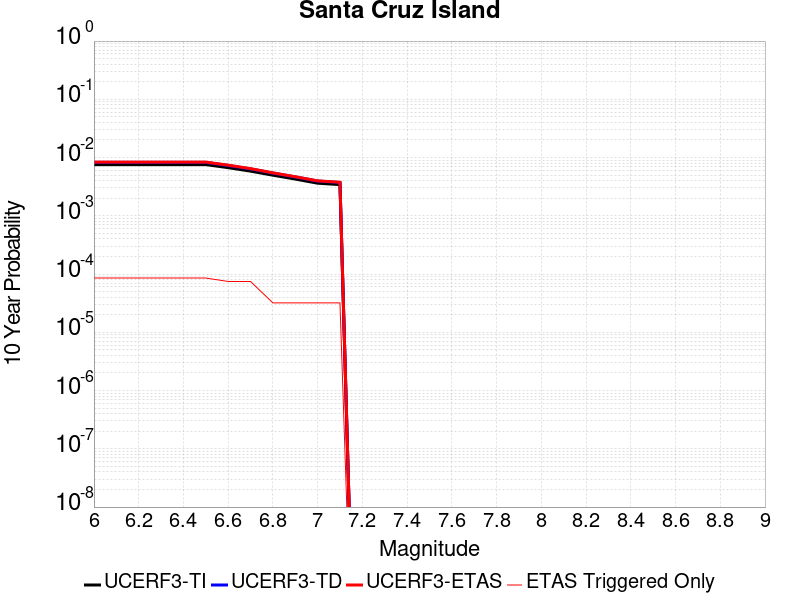 Santa Cruz Island
10 Year Probability
10^0
10^-1
10^-2
10^-3
10^-4
10^-5
10^-6
10^-7
10^-8
6 6.2 6.4 6.6 6.8 7 7.2 7.4 7.6 7.8 8 8.2 8.4 8.6 8.8 9
Magnitude
UCERF3-TI UCERF3-TD UCERF3-ETAS ETAS Triggered Only